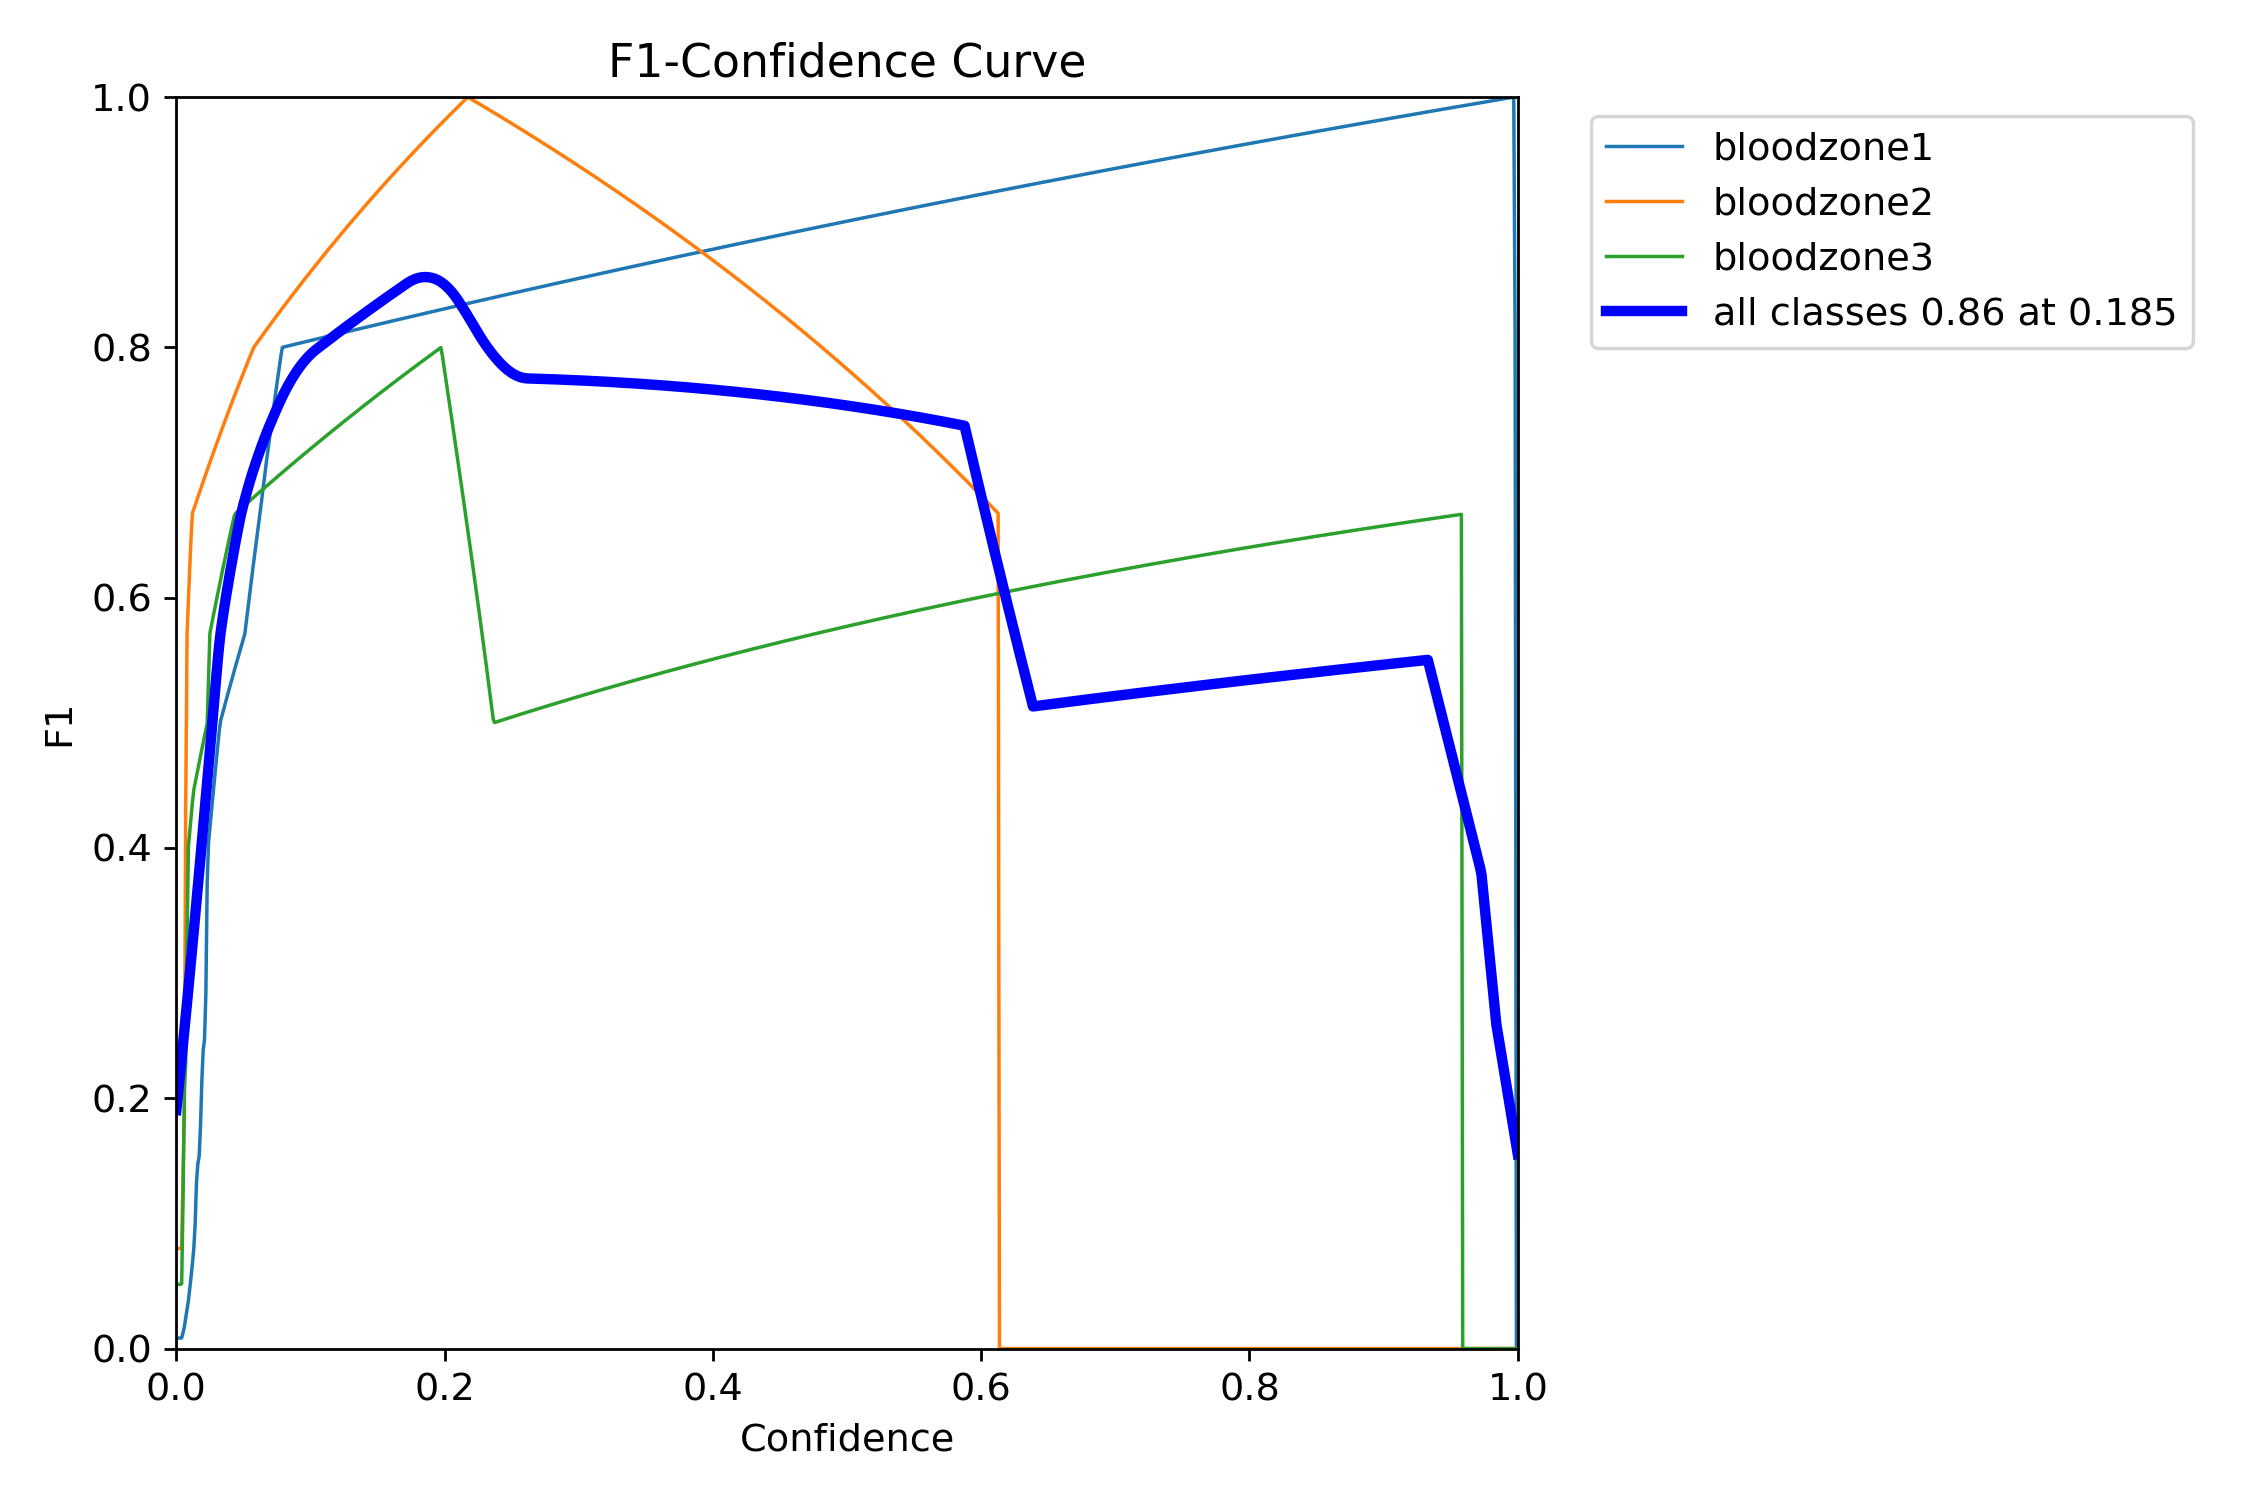 F1-Confidence Curve
1.0
0.8
0.6
0.4
0.2
0.0
F1
0.0 0.2 0.4 0.6 0.8 1.0
Confidence
bloodzone1
bloodzone2
bloodzone3
all classes 0.86 at 0.185